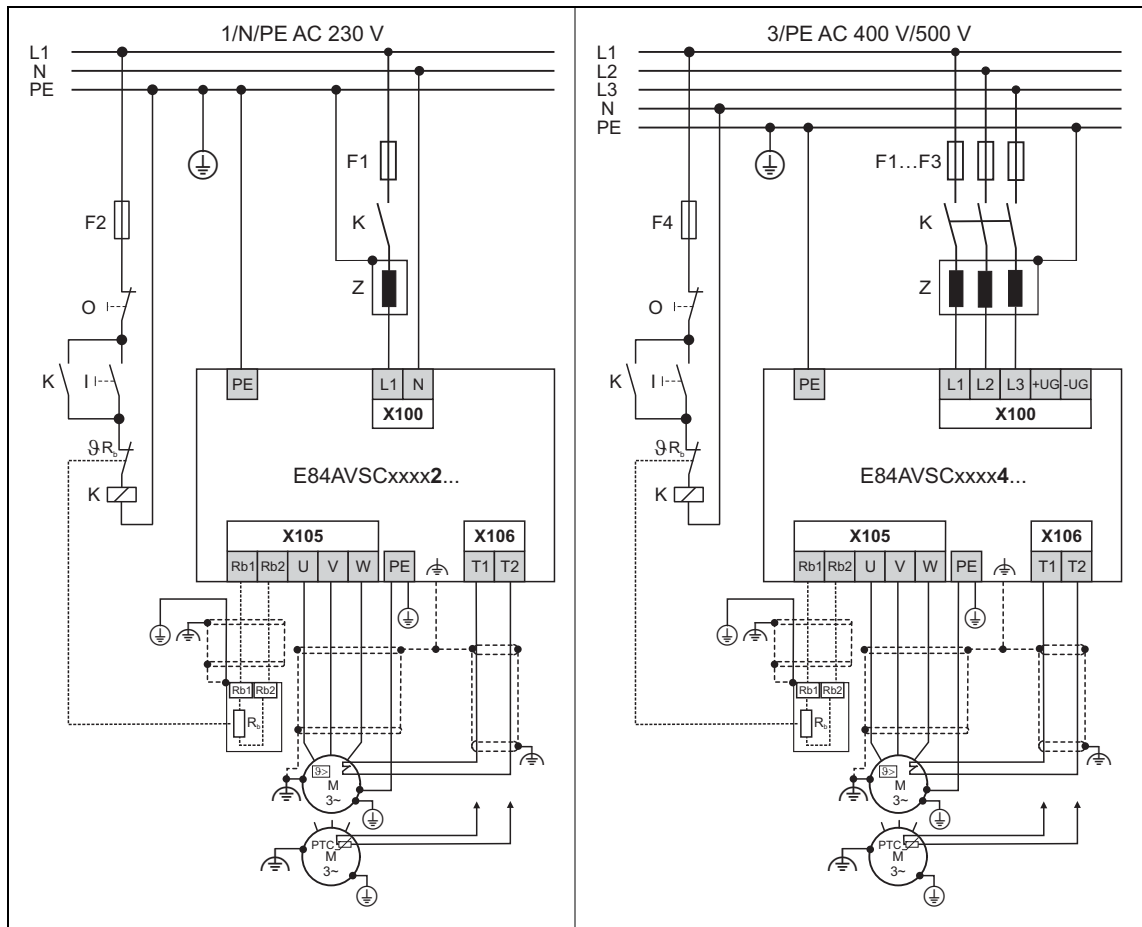 1/N/PE AC 230 V
L1
N
PE
F1
F2
K
Z
O
K
I
PE
L1
N
X100
ϑRb
E84AVSCxxxx2...
K
X105
X106
Rb1
Rb2
U
V
W
PE
T1
T2
Rb1
Rb2
Rb
ϑ>
M
3~
PTC
M
3~
3/PE AC 400 V/500 V
L1
L2
L3
N
PE
F1...F3
F4
K
Z
O
K
I
PE
L1
L2
L3
+UG
-UG
X100
ϑRb
E84AVSCxxxx4...
K
X105
X106
Rb1
Rb2
U
V
W
PE
T1
T2
Rb1
Rb2
Rb
ϑ>
M
3~
PTC
M
3~